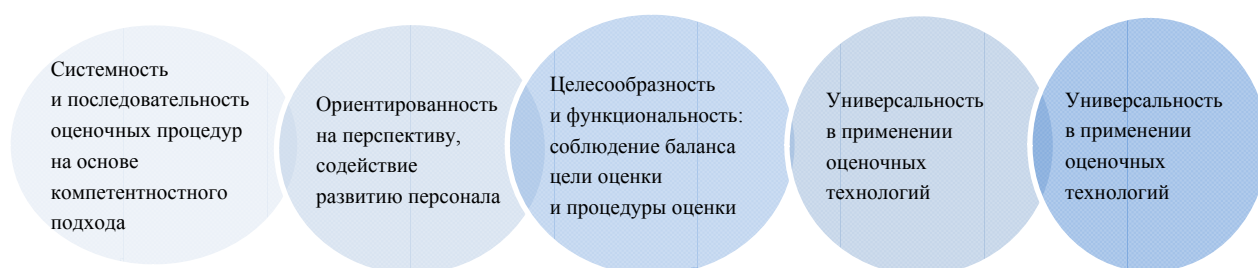 Системность
и последовательность
оценочных процедур
на основе
компетентностного
подхода
Ориентированность
на перспективу,
содействие
развитию персонала
Целесообразность
и функциональность:
соблюдение баланса
цели оценки
и процедуры оценки
Универсальность
в применении
оценочных
технологий
Универсальность
в применении
оценочных
технологий